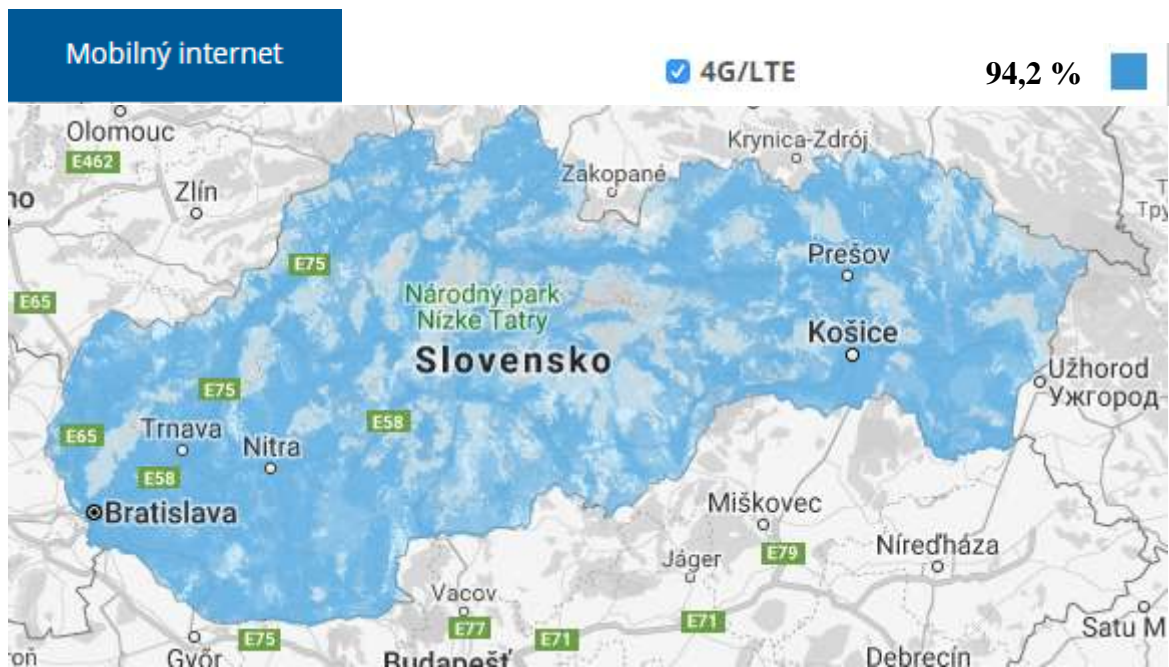 Mobilný internet
4G/LTE
94,2 %
Olomouc
E462
Krynica-Zdrój
Zakopané
Zlín
no
Тру
E75
Prešov
E65
Národný park
Nízke Tatry
Košice
Slovensko
Užhorod
Ужгород
E75
E58
Trnava
E65
Nitra
E58
Bratislava
Miškovec
E79
Níreďháza
Jáger
Vacov
E77
E71
E71
Satu M
E75
Győr
Budapešť
Debrecín